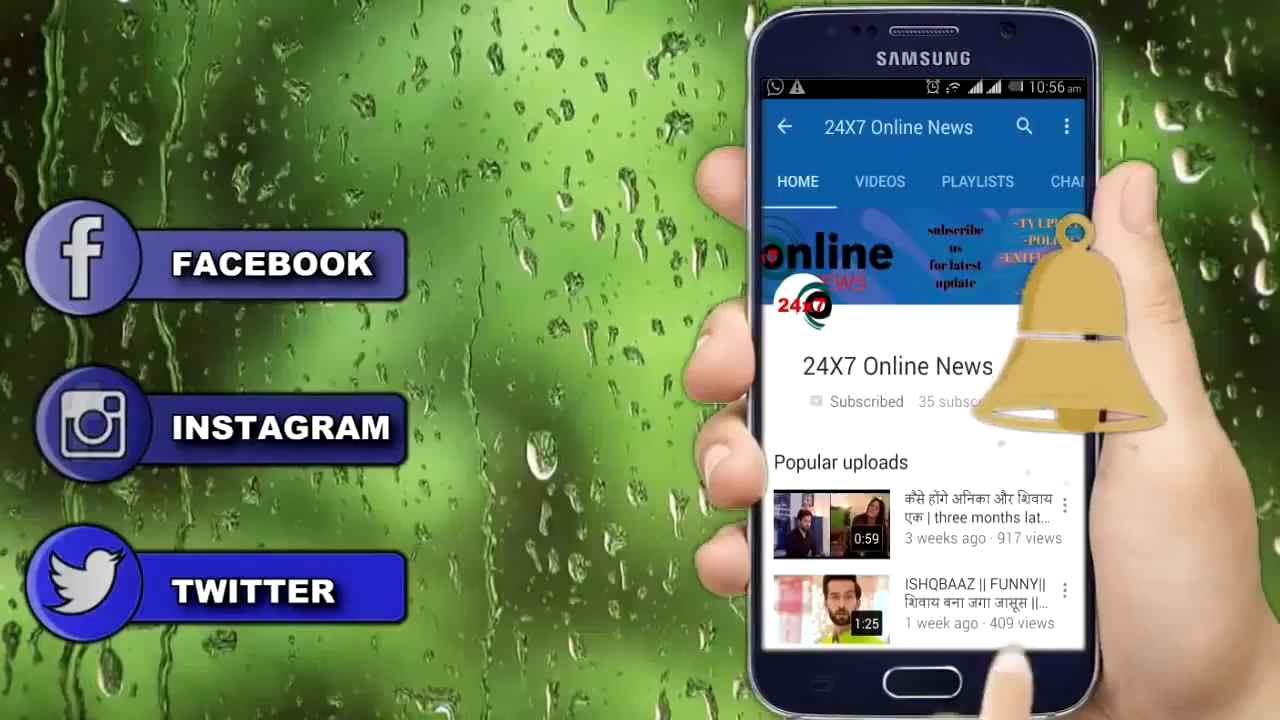 FACEBOOK
INSTAGRAM
TWITTER
SAMSUNG
10:56 am
24X7 Online News
HOME VIDEOS PLAYLISTS CHAN
online
NEWS
subscribe
us
for latest
update
24x7
24X7 Online News
Subscribed 35 subsc
Popular uploads
0:59
कैसे होंगे अनिका और शिवाय
एक | three months lat...
3 weeks ago · 917 views
1:25
ISHQBAAZ || FUNNY||
शिवाय बना जगा जासूस ||...
1 week ago · 409 views